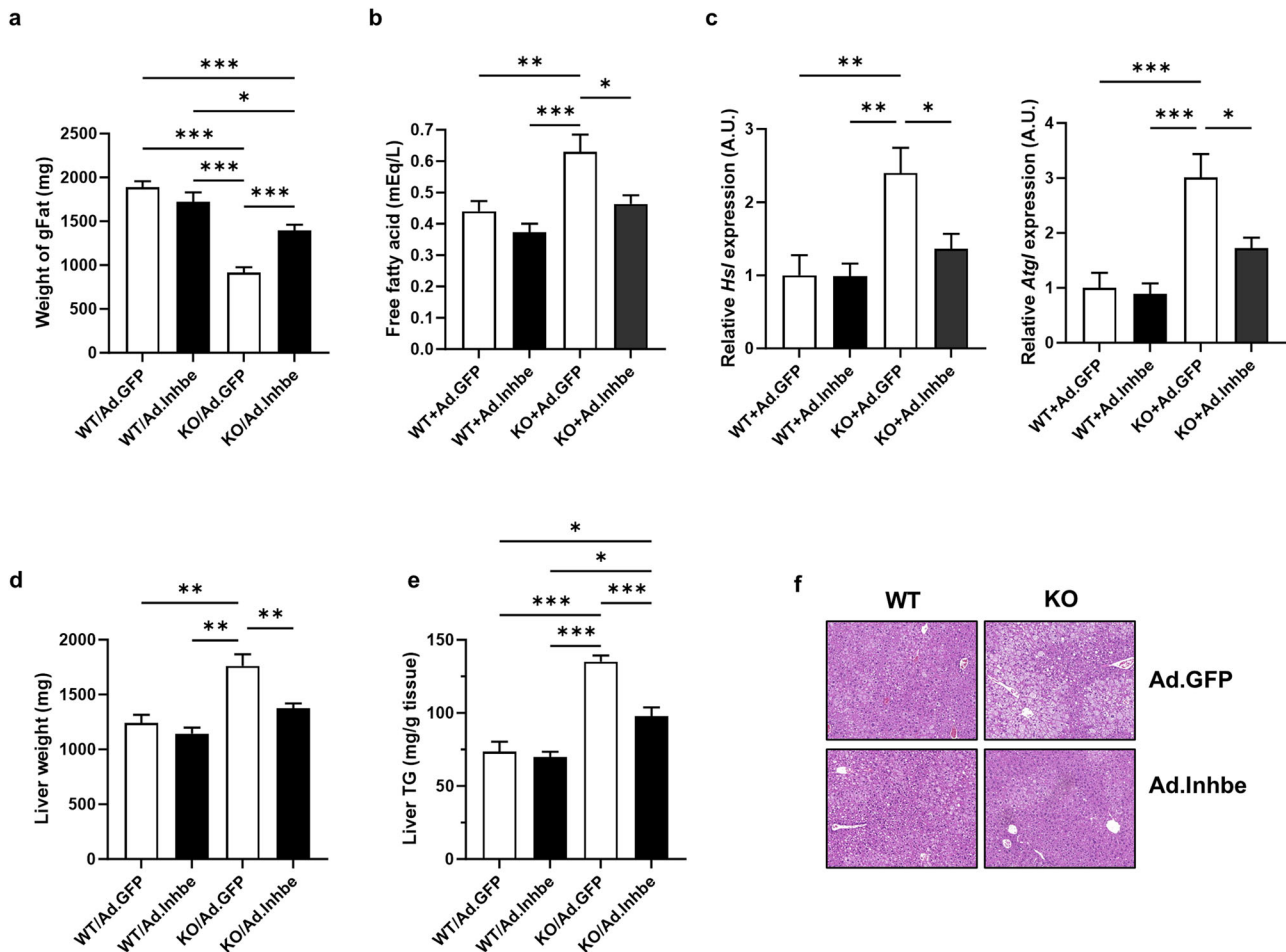 a
***
*
***
***
***
Weight of gFat (mg)
2500
2000
1500
1000
500
0
WT/Ad.GFP
WT/Ad.Inhbe
KO/Ad.GFP
KO/Ad.Inhbe
b
**
*
***
Free fatty acid (mEq/L)
0.7
0.6
0.5
0.4
0.3
0.2
0.1
0.0
WT+Ad.GFP
WT+Ad.Inhbe
KO+Ad.GFP
KO+Ad.Inhbe
c
**
**
*
Relative Hsl expression (A.U.)
3
2
1
0
WT+Ad.GFP
WT+Ad.Inhbe
KO+Ad.GFP
KO+Ad.Inhbe
***
***
*
Relative Atgl expression (A.U.)
4
3
2
1
0
WT+Ad.GFP
WT+Ad.Inhbe
KO+Ad.GFP
KO+Ad.Inhbe
d
**
**
**
Liver weight (mg)
2000
1500
1000
500
0
WT/Ad.GFP
WT/Ad.Inhbe
KO/Ad.GFP
KO/Ad.Inhbe
e
*
*
***
***
***
Liver TG (mg/g tissue)
150
100
50
0
WT/Ad.GFP
WT/Ad.Inhbe
KO/Ad.GFP
KO/Ad.Inhbe
f
WT
KO
Ad.GFP
Ad.Inhbe